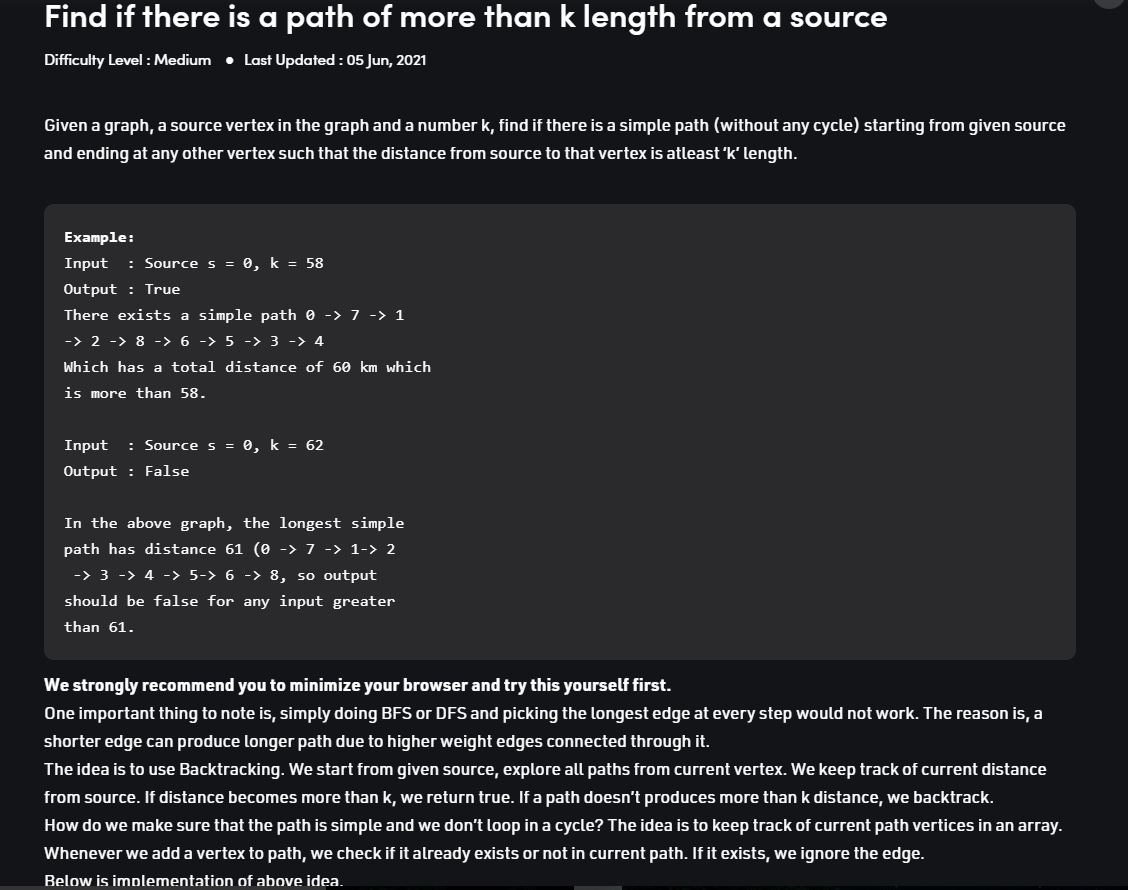 Find if there is a path of more than k length from a source
Difficulty Level : Medium ● Last Updated : 05 Jun, 2021
Given a graph, a source vertex in the graph and a number k, find if there is a simple path (without any cycle) starting from given source
and ending at any other vertex such that the distance from source to that vertex is atleast ‘k’ length.
Example:
Input  : Source s = 0, k = 58
Output : True
There exists a simple path 0 -> 7 -> 1
-> 2 -> 8 -> 6 -> 5 -> 3 -> 4
Which has a total distance of 60 km which
is more than 58.
Input  : Source s = 0, k = 62
Output : False
In the above graph, the longest simple
path has distance 61 (0 -> 7 -> 1-> 2
 -> 3 -> 4 -> 5-> 6 -> 8, so output
should be false for any input greater
than 61.
We strongly recommend you to minimize your browser and try this yourself first.
One important thing to note is, simply doing BFS or DFS and picking the longest edge at every step would not work. The reason is, a
shorter edge can produce longer path due to higher weight edges connected through it.
The idea is to use Backtracking. We start from given source, explore all paths from current vertex. We keep track of current distance
from source. If distance becomes more than k, we return true. If a path doesn’t produces more than k distance, we backtrack.
How do we make sure that the path is simple and we don’t loop in a cycle? The idea is to keep track of current path vertices in an array.
Whenever we add a vertex to path, we check if it already exists or not in current path. If it exists, we ignore the edge.
Below is implementation of above idea.